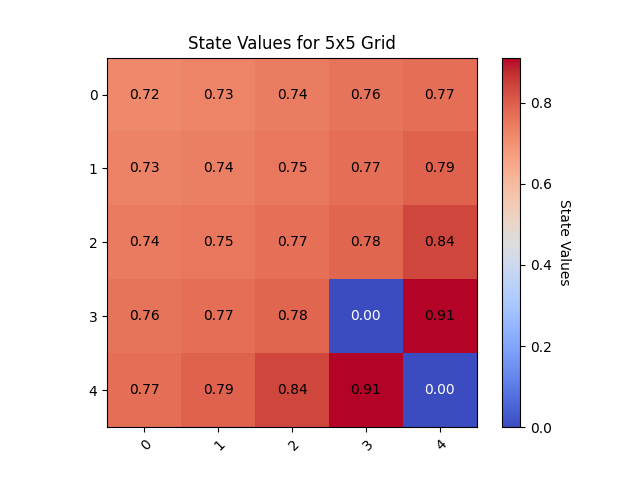 State Values for 5x5 Grid
0 0.72 0.73 0.74 0.76 0.77
1 0.73 0.74 0.75 0.77 0.79
2 0.74 0.75 0.77 0.78 0.84
3 0.76 0.77 0.78 0.00 0.91
4 0.77 0.79 0.84 0.91 0.00
0 1 2 3 4
0.8
0.6
0.4
0.2
0.0
State Values